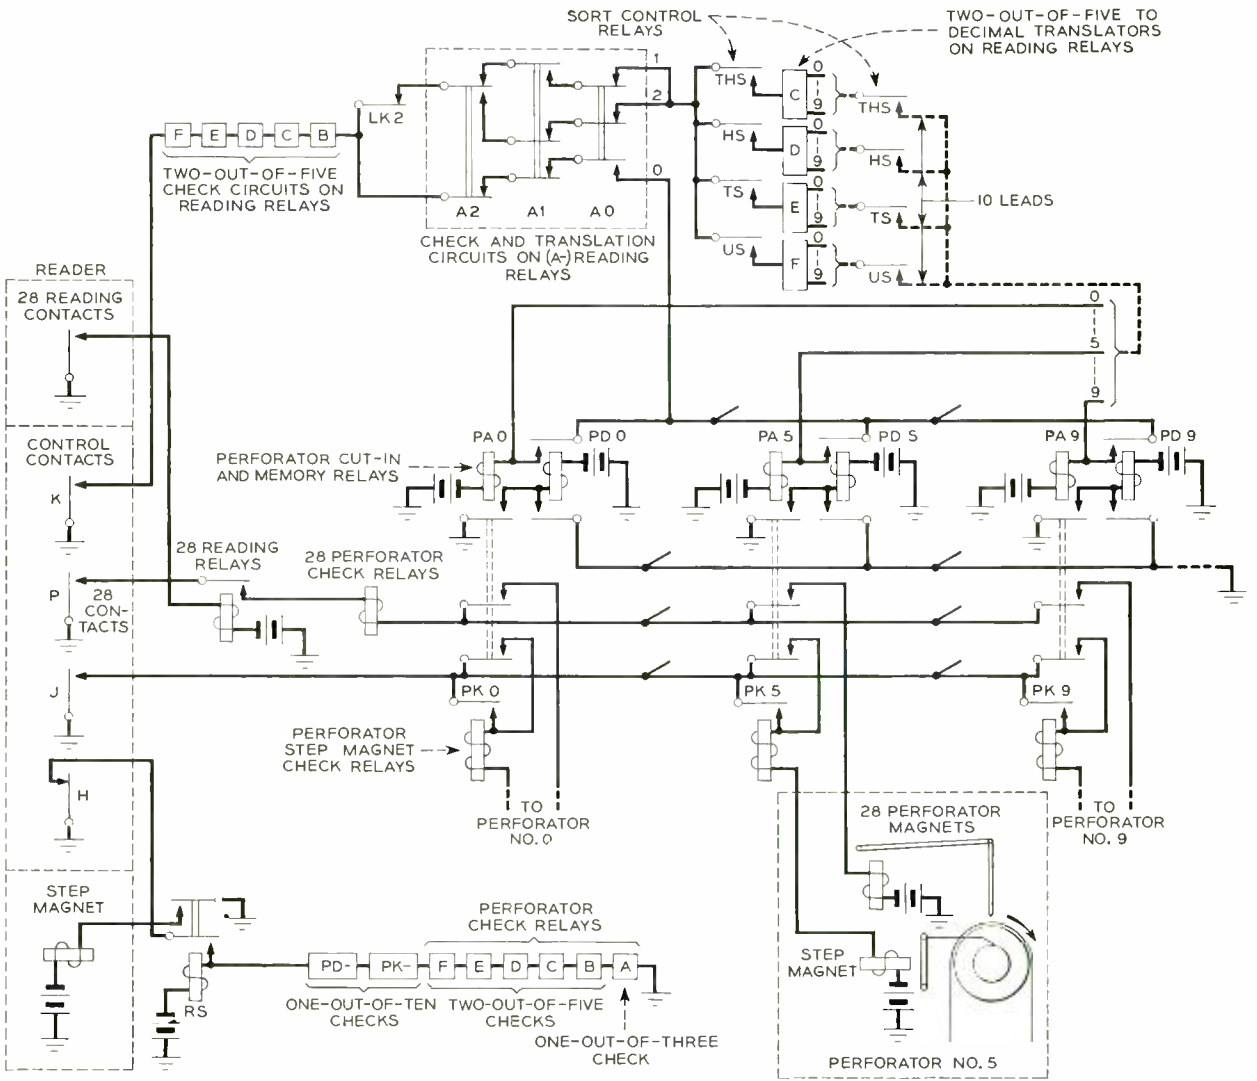 SORT CONTROL
RELAYS
TWO-OUT-OF-FIVE TO
DECIMAL TRANSLATORS
ON READING RELAYS
1
2
0
THS
C
0
9
THS
HS
D
0
9
HS
TS
E
0
9
TS
US
F
0
9
US
10 LEADS
LK2
F E D C B
TWO-OUT-OF-FIVE
CHECK CIRCUITS ON
READING RELAYS
A2 A1 A0
CHECK AND TRANSLATION
CIRCUITS ON (A-) READING
RELAYS
READER
28 READING
CONTACTS
0
5
9
CONTROL
CONTACTS
K
PERFORATOR CUT-IN
AND MEMORY RELAYS
PA 0 PD 0
PA 5 PD 5
PA 9 PD 9
28 READING
RELAYS
28 PERFORATOR
CHECK RELAYS
P
28
CON-
TACTS
J
PK 0
PK 5
PK 9
PERFORATOR
STEP MAGNET
CHECK RELAYS
H
TO
PERFORATOR
NO. 0
28 PERFORATOR
MAGNETS
TO
PERFORATOR
NO. 9
STEP
MAGNET
PERFORATOR
CHECK RELAYS
PD- PK- F E D C B A
RS
ONE-OUT-OF-TEN
CHECKS
TWO-OUT-OF-FIVE
CHECKS
ONE-OUT-OF-THREE
CHECK
STEP
MAGNET
PERFORATOR NO. 5